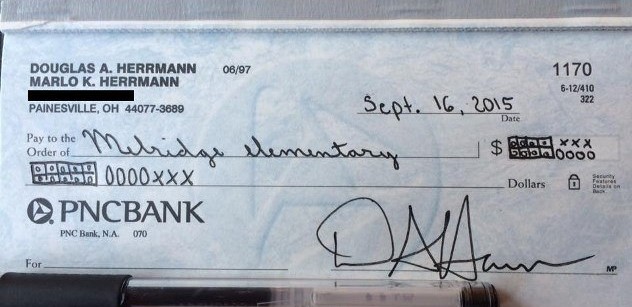 DOUGLAS A. HERRMANN 06/97 1170
MARLO K. HERRMANN 6-12/410
322
PAINESVILLE, OH 44077-3689
Sept. 16, 2015
Date
Pay to the
Order of Melridge elementary $ xxx
0000
0000xxx Dollars Security
Features
Details on
Back.
PNCBANK
PNC Bank, N.A. 070
For MP